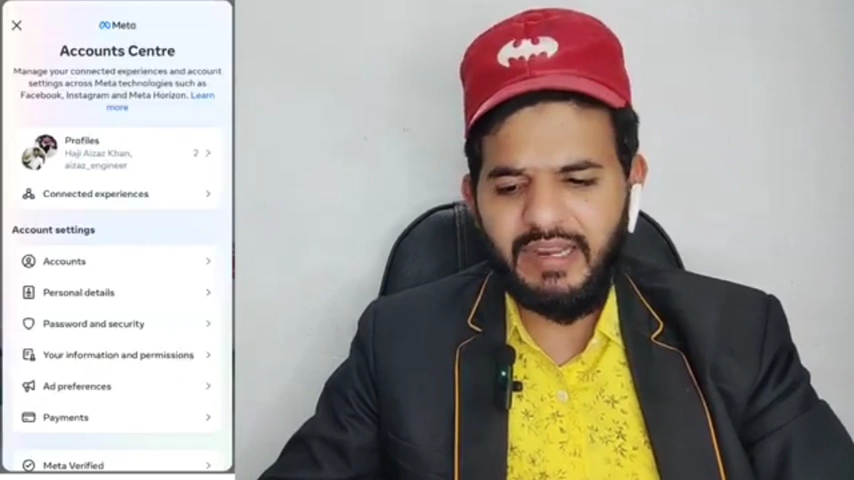 Meta
Accounts Centre
Manage your connected experiences and account
settings across Meta technologies such as
Facebook, Instagram and Meta Horizon. Learn
more
Profiles
Haji Aizaz Khan,
aizaz_engineer
2
Connected experiences
Account settings
Accounts
Personal details
Password and security
Your information and permissions
Ad preferences
Payments
Meta Verified